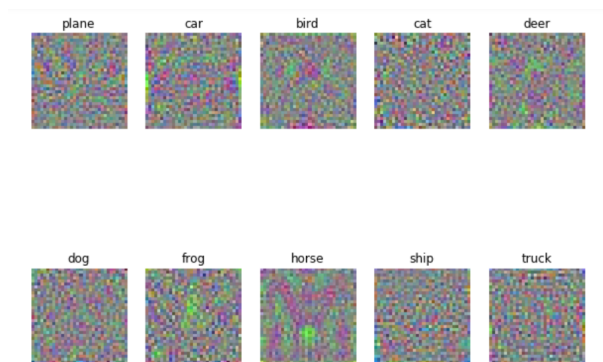 plane car bird cat deer
dog frog horse ship truck